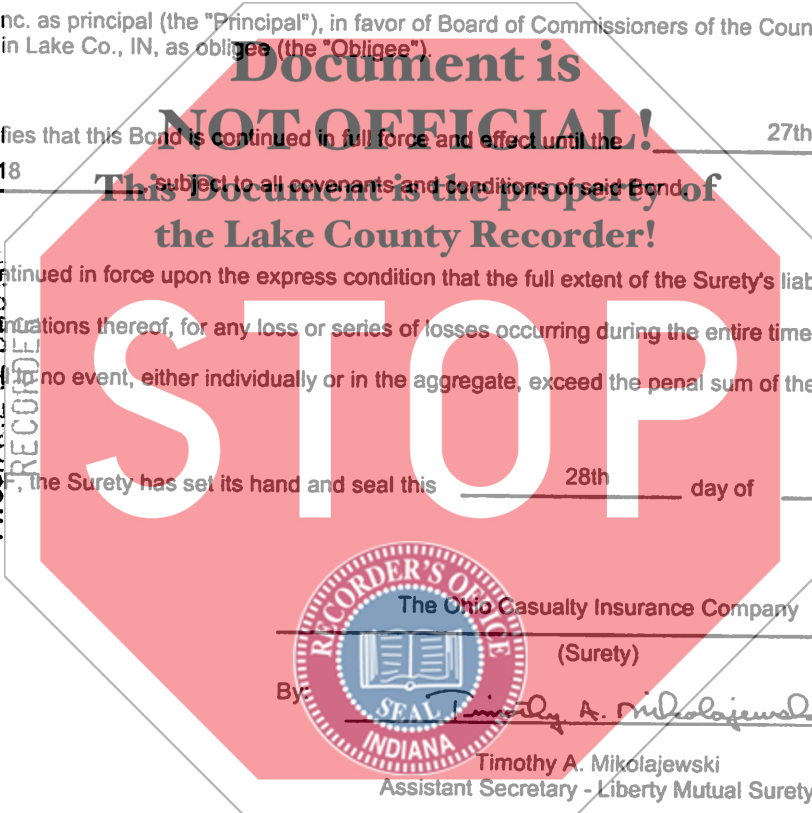 nc. as principal (the "Principal"), in favor of Board of Commissioners of the Coun
in Lake Co., IN, as obligee (the "Obligee").
Document is
NOT OFFICIAL!
fies that this Bond is continued in full force and effect until the 27th
18 subject to all covenants and conditions of said Bond.
This Document is the property of
the Lake County Recorder!
ntinued in force upon the express condition that the full extent of the Surety's liab
nuations thereof, for any loss or series of losses occurring during the entire time
in no event, either individually or in the aggregate, exceed the penal sum of the
RECORDER
STOP
F, the Surety has set its hand and seal this 28th day of
RECORDER'S OFFICE
SEAL
INDIANA
The Ohio Casualty Insurance Company
(Surety)
By:
Timothy A. Mikolajewsk
Timothy A. Mikolajewski
Assistant Secretary - Liberty Mutual Surety